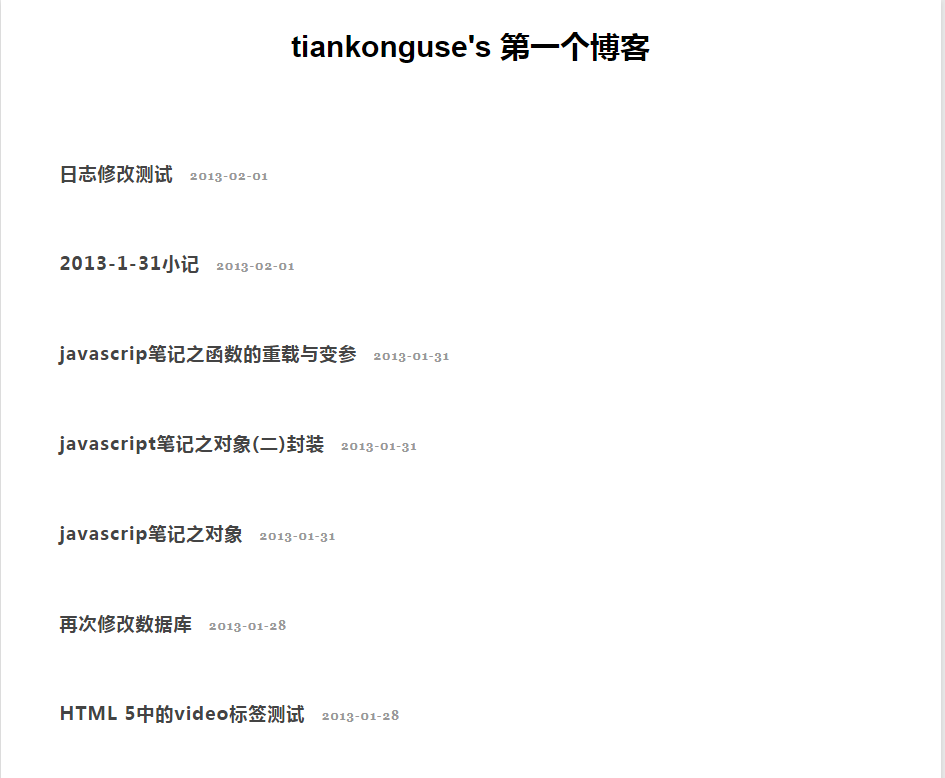 tiankonguse's 第一个博客
日志修改测试 2013-02-01
2013-1-31小记 2013-02-01
javascrip笔记之函数的重载与变参 2013-01-31
javascript笔记之对象(二)封装 2013-01-31
javascrip笔记之对象 2013-01-31
再次修改数据库 2013-01-28
HTML 5中的video标签测试 2013-01-28